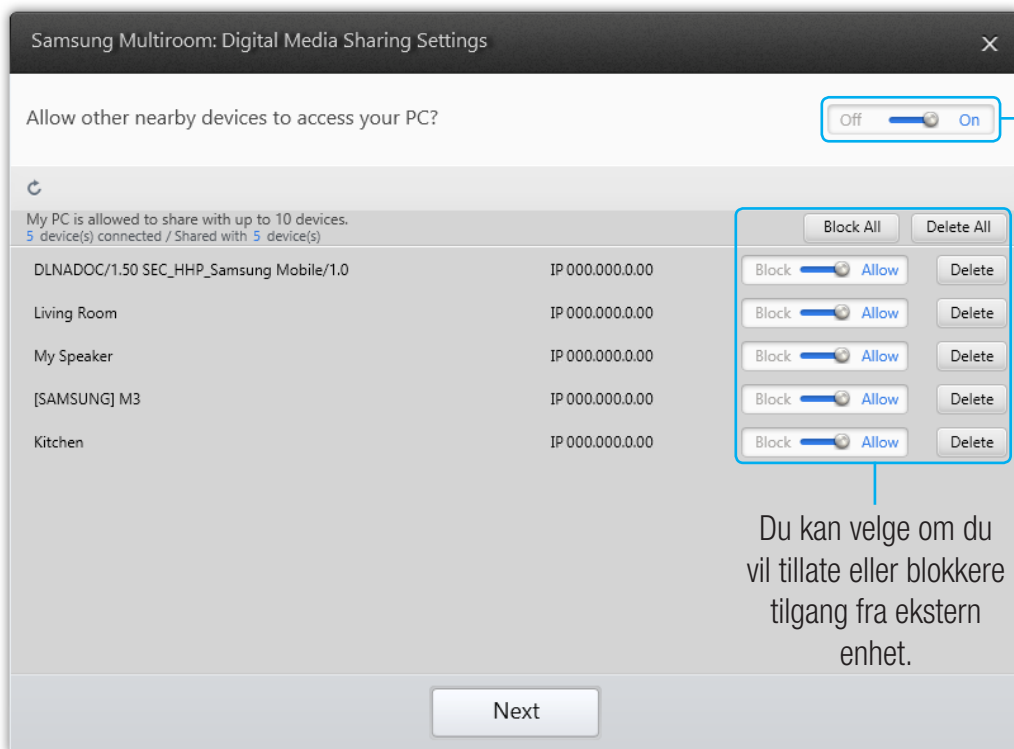 Samsung Multiroom: Digital Media Sharing Settings
Allow other nearby devices to access your PC?
Off On
My PC is allowed to share with up to 10 devices.
5 device(s) connected / Shared with 5 device(s)
Block All Delete All
DLNADOC/1.50 SEC_HHP_Samsung Mobile/1.0 IP 000.000.0.00 Block Allow Delete
Living Room IP 000.000.0.00 Block Allow Delete
My Speaker IP 000.000.0.00 Block Allow Delete
[SAMSUNG] M3 IP 000.000.0.00 Block Allow Delete
Kitchen IP 000.000.0.00 Block Allow Delete
Du kan velge om du
vil tillate eller blokkere
tilgang fra ekstern
enhet.
Next